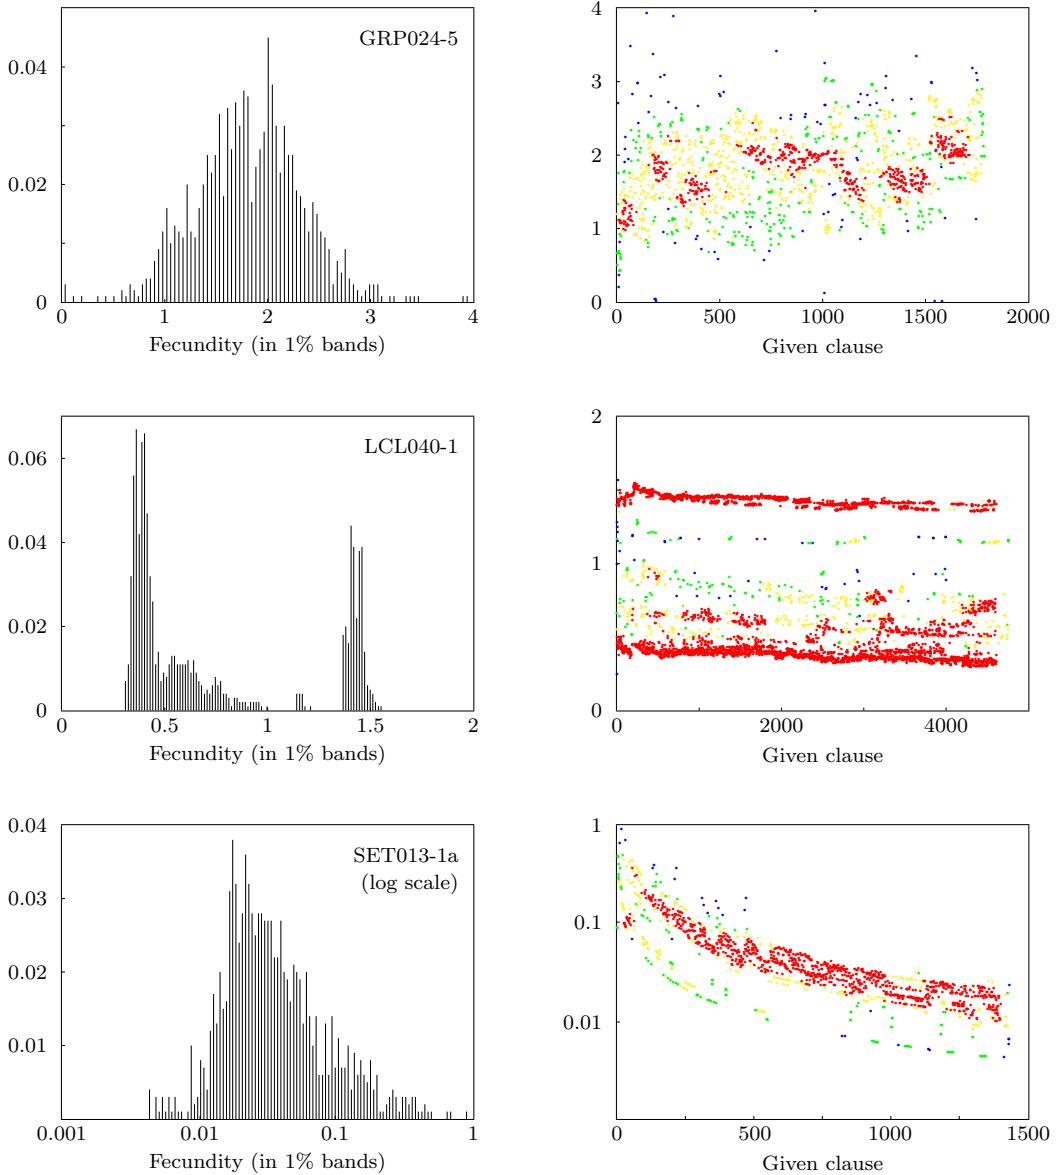 GRP024-5
0.04
0.02
0
0 1 2 3 4
Fecundity (in 1% bands)
4
3
2
1
0
0 500 1000 1500 2000
Given clause
LCL040-1
0.06
0.04
0.02
0
0 0.5 1 1.5 2
Fecundity (in 1% bands)
2
1
0
0 2000 4000
Given clause
SET013-1a
(log scale)
0.04
0.03
0.02
0.01
0.001 0.01 0.1 1
Fecundity (in 1% bands)
1
0.1
0.01
0 500 1000 1500
Given clause